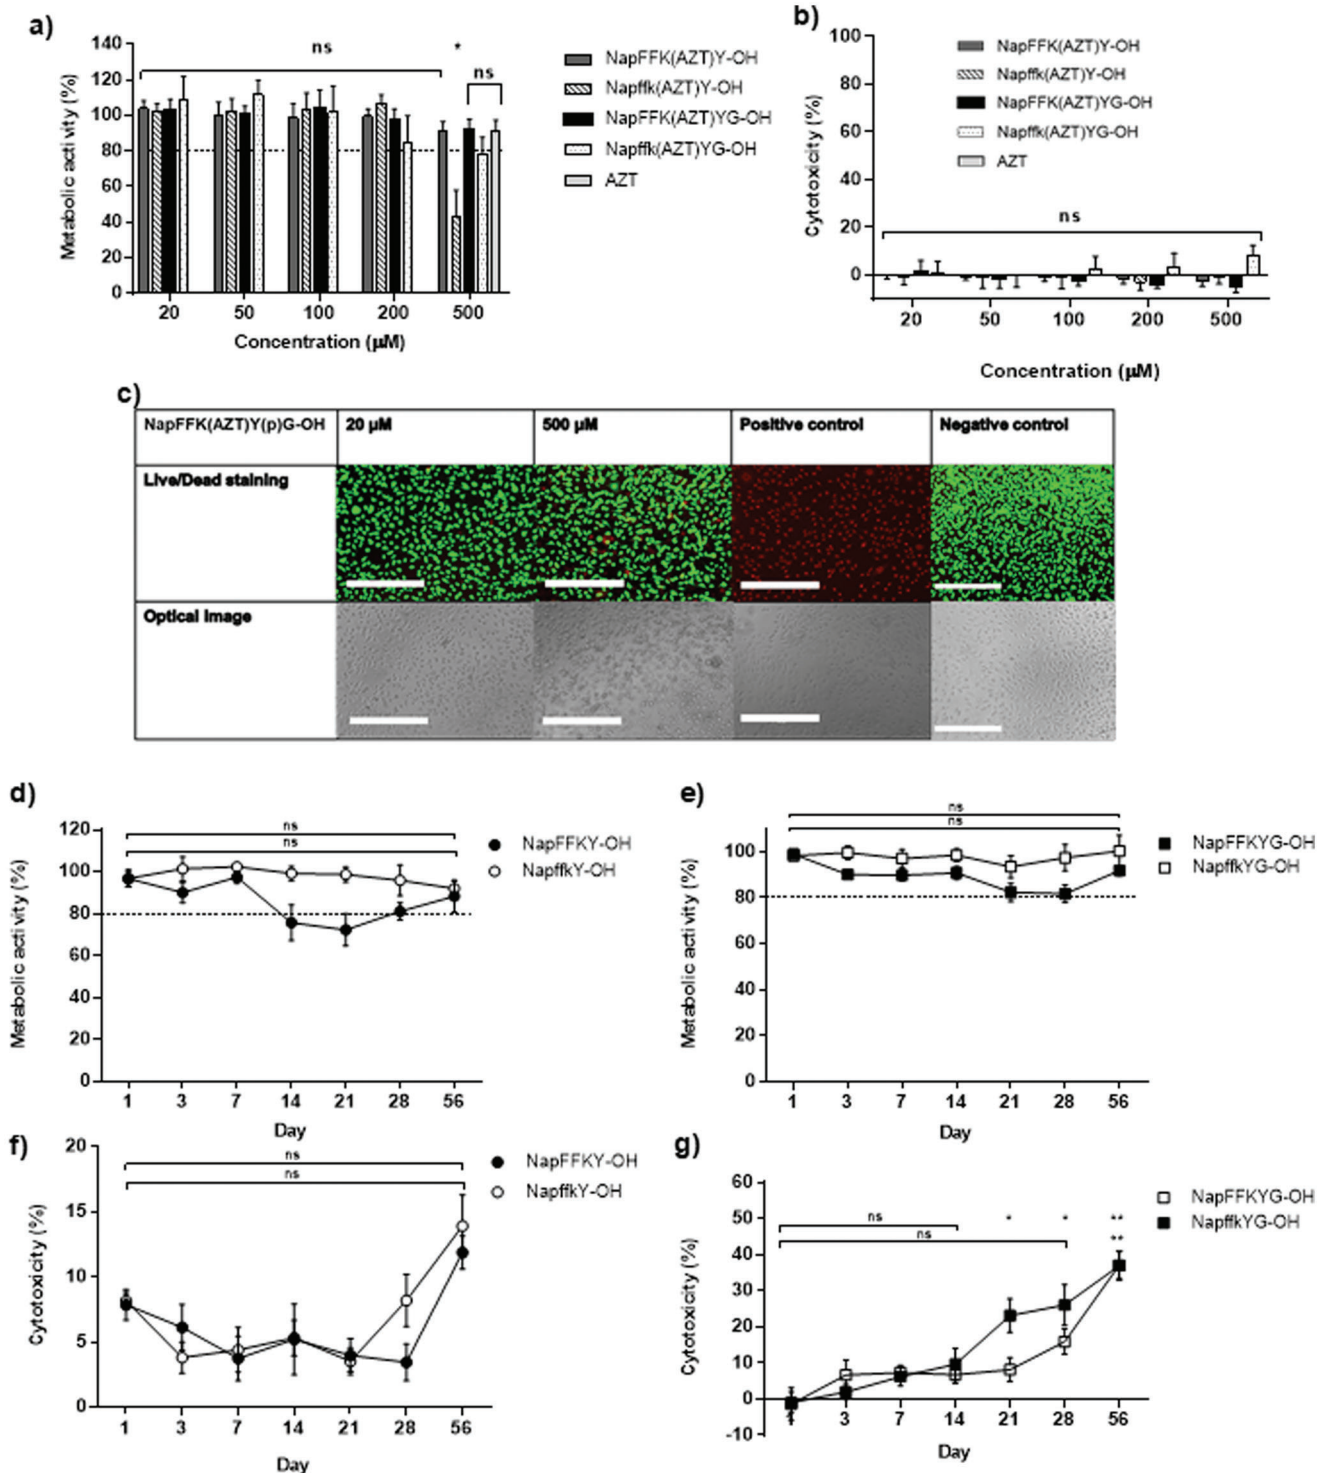 a)
140
120
100
80
60
40
20
0
Metabolic activity (%)
ns
*
ns
20 50 100 200 500
Concentration (µM)
NapFFK(AZT)Y-OH
Napffk(AZT)Y-OH
NapFFK(AZT)YG-OH
Napffk(AZT)YG-OH
AZT
b)
100
80
60
40
20
0
Cytotoxicity (%)
ns
20 50 100 200 500
Concentration (µM)
NapFFK(AZT)Y-OH
Napffk(AZT)Y-OH
NapFFK(AZT)YG-OH
Napffk(AZT)YG-OH
AZT
c)
NapFFK(AZT)Y(p)G-OH 20 µM 500 µM Positive control Negative control
Live/Dead staining
Optical Image
d)
120
100
80
60
40
20
0
Metabolic activity (%)
ns
ns
1 3 7 14 21 28 56
Day
NapFFKY-OH
NapffkY-OH
e)
100
80
60
40
20
0
Metabolic activity (%)
ns
ns
1 3 7 14 21 28 56
Day
NapFFKYG-OH
NapffkYG-OH
f)
20
15
10
5
0
Cytotoxicity (%)
ns
ns
1 3 7 14 21 28 56
Day
NapFFKY-OH
NapffkY-OH
g)
60
50
40
30
20
10
0
-10
Cytotoxicity (%)
ns
ns
* * **
**
3 7 14 21 28 56
Day
NapFFKYG-OH
NapffkYG-OH